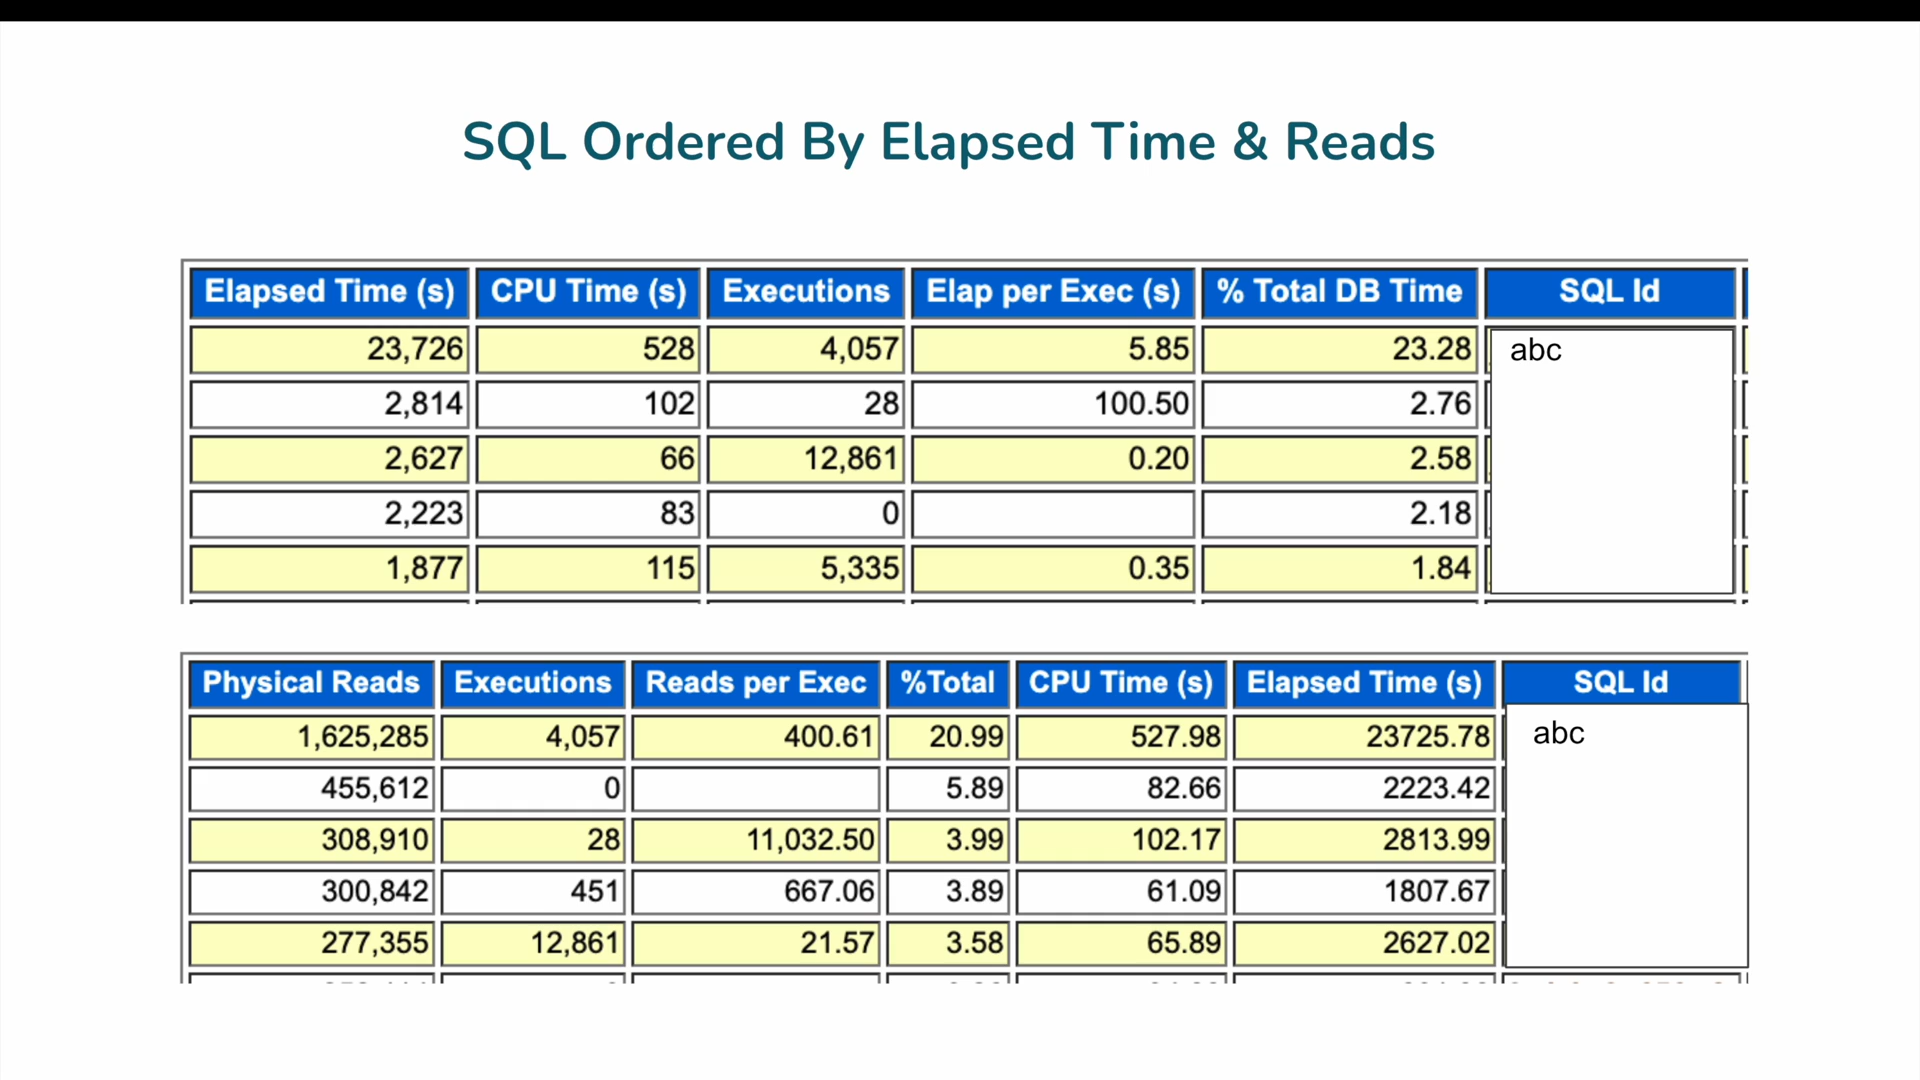 SQL Ordered By Elapsed Time & Reads
Elapsed Time (s) CPU Time (s) Executions Elap per Exec (s) % Total DB Time SQL Id
23,726 528 4,057 5.85 23.28 abc
2,814 102 28 100.50 2.76
2,627 66 12,861 0.20 2.58
2,223 83 0 2.18
1,877 115 5,335 0.35 1.84
Physical Reads Executions Reads per Exec %Total CPU Time (s) Elapsed Time (s) SQL Id
1,625,285 4,057 400.61 20.99 527.98 23725.78 abc
455,612 0 5.89 82.66 2223.42
308,910 28 11,032.50 3.99 102.17 2813.99
300,842 451 667.06 3.89 61.09 1807.67
277,355 12,861 21.57 3.58 65.89 2627.02